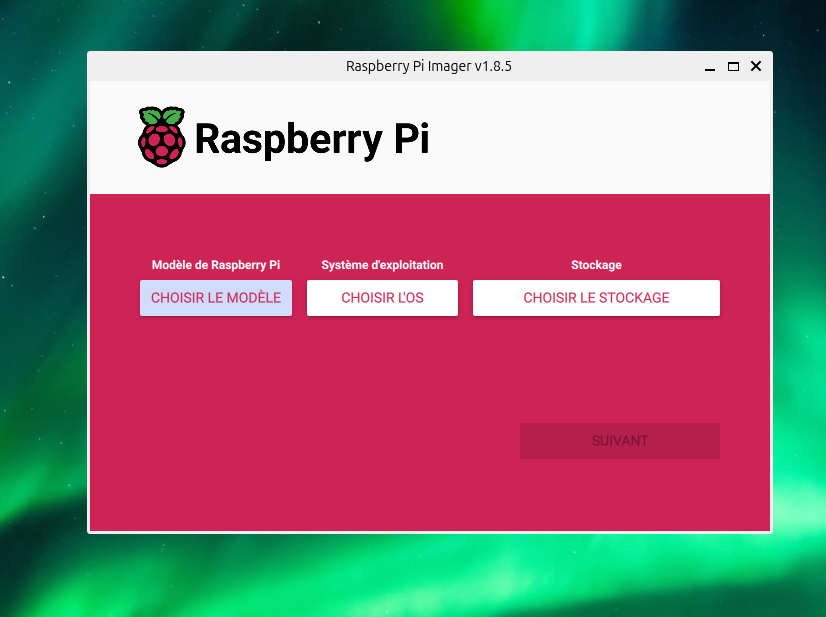 Raspberry Pi Imager v1.8.5
Raspberry Pi
Modèle de Raspberry Pi
Système d'exploitation
Stockage
CHOISIR LE MODÈLE
CHOISIR L'OS
CHOISIR LE STOCKAGE
SUIVANT